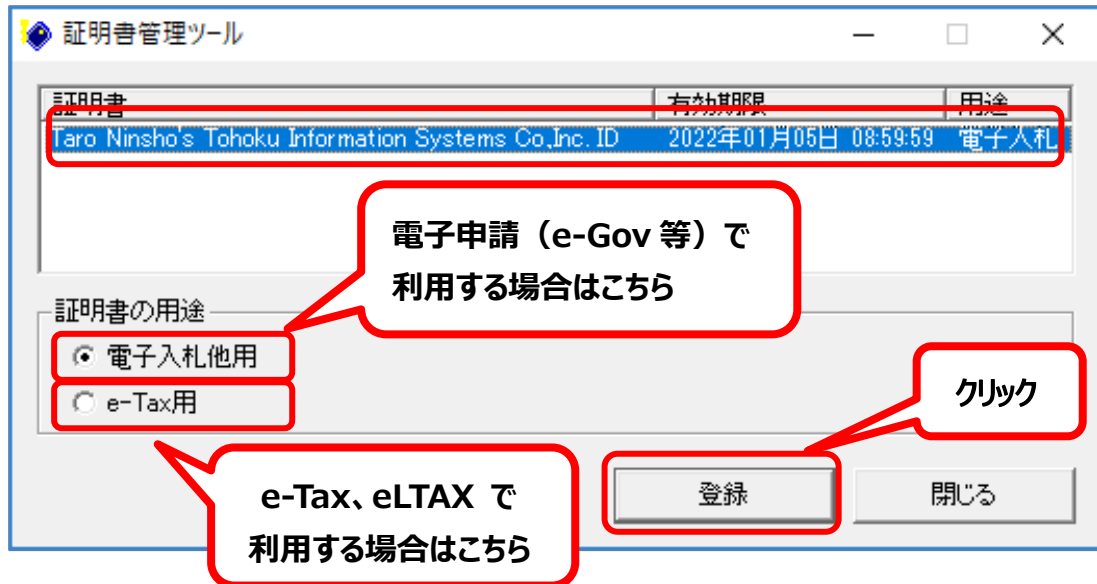 証明書管理ツール
証明書 有効期限 用途
Taro Ninsho's Tohoku Information Systems Co,Inc. ID 2022年01月05日 08:59:59 電子入札
電子申請（e-Gov 等）で
利用する場合はこちら
証明書の用途
電子入札他用
e-Tax用
クリック
e-Tax、eLTAX で
利用する場合はこちら
登録 閉じる